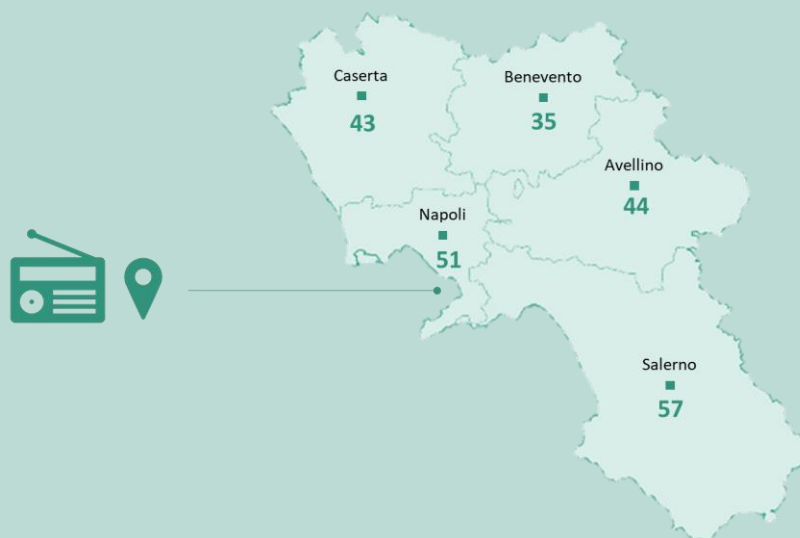 Caserta
43
Benevento
35
Avellino
44
Napoli
51
Salerno
57